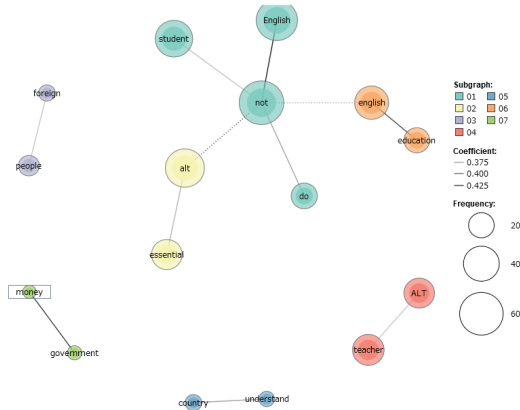 English
student
foreign
not
english
education
people
alt
do
essential
money
ALT
government
teacher
country
understand
Subgraph:
01 05
02 06
03 07
04
Coefficient:
0.375
0.400
0.425
Frequency:
20
40
60